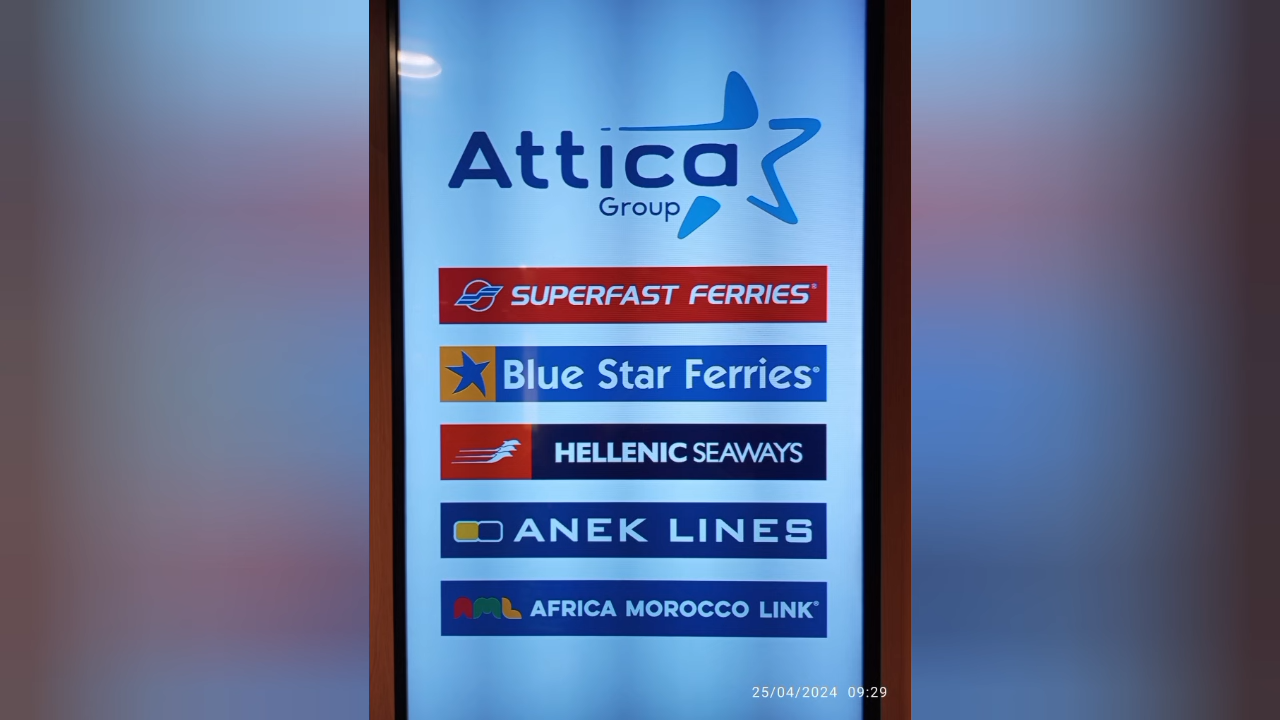 Attica
Group
SUPERFAST FERRIES®
Blue Star Ferries®
HELLENIC SEAWAYS
ANEK LINES
AML AFRICA MOROCCO LINK®
25/04/2024 09:29